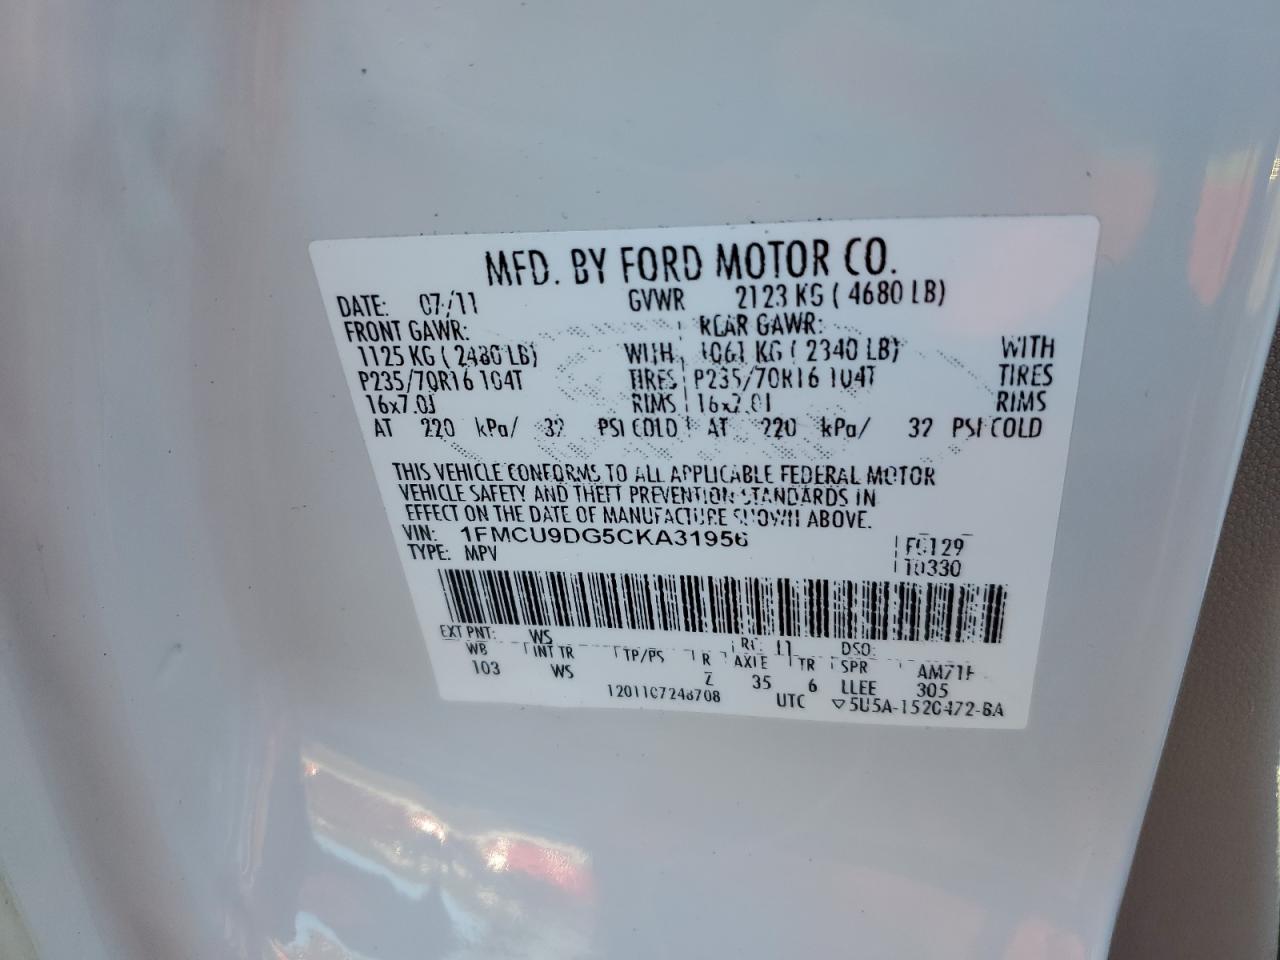 MFD. BY FORD MOTOR CO.
DATE: 07/11 GVWR 2123 KG ( 4680 LB)
FRONT GAWR: REAR GAWR:
1125 KG ( 2480 LB) WITH 1061 KG ( 2340 LB) WITH
P235/70R16 104T TIRES P235/70R16 104T TIRES
16x7.0J RIMS 16x7.0J RIMS
AT 220 kPa/ 32 PSI COLD AT 220 kPa/ 32 PSI COLD
THIS VEHICLE CONFORMS TO ALL APPLICABLE FEDERAL MOTOR
VEHICLE SAFETY AND THEFT PREVENTION STANDARDS IN
EFFECT ON THE DATE OF MANUFACTURE SHOWN ABOVE.
VIN: 1FMCU9DG5CKA31956
TYPE: MPV F0129
T0330
EXT PNT: WS RC: 11 DSO:
WB INT TR TP/PS R AXLE TR SPR
103 WS 2 35 6 LLEE 305
UTC ▽5U5A-1520472-BA